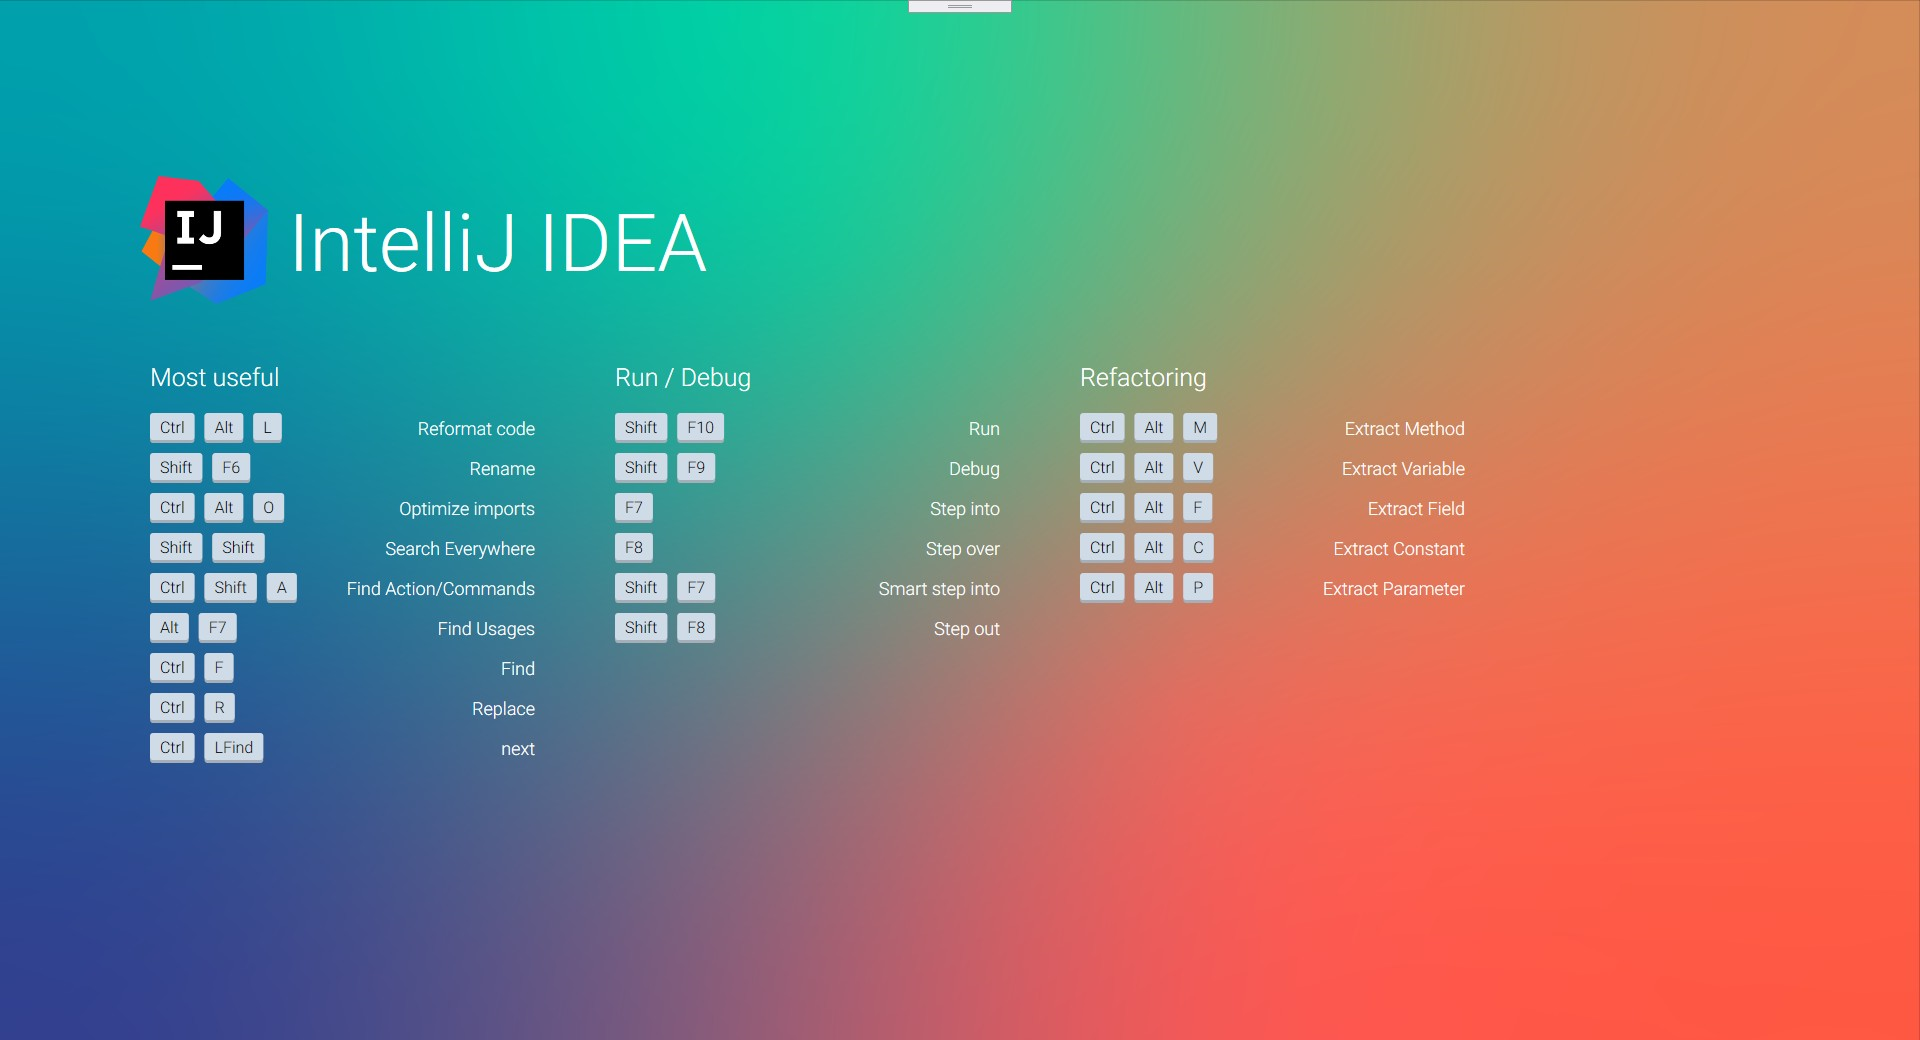 IJ
IntelliJ IDEA
Most useful
Ctrl Alt L Reformat code
Shift F6 Rename
Ctrl Alt O Optimize imports
Shift Shift Search Everywhere
Ctrl Shift A Find Action/Commands
Alt F7 Find Usages
Ctrl F Find
Ctrl R Replace
Ctrl LFind next
Run / Debug
Shift F10 Run
Shift F9 Debug
F7 Step into
F8 Step over
Shift F7 Smart step into
Shift F8 Step out
Refactoring
Ctrl Alt M Extract Method
Ctrl Alt V Extract Variable
Ctrl Alt F Extract Field
Ctrl Alt C Extract Constant
Ctrl Alt P Extract Parameter